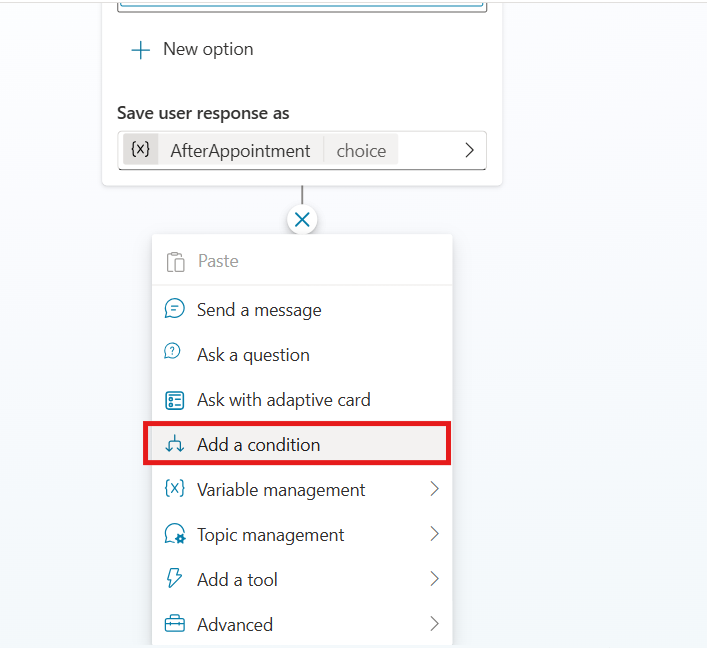 New option
Save user response as
{x} AfterAppointment choice
Paste
Send a message
Ask a question
Ask with adaptive card
Add a condition
{x} Variable management
Topic management
Add a tool
Advanced